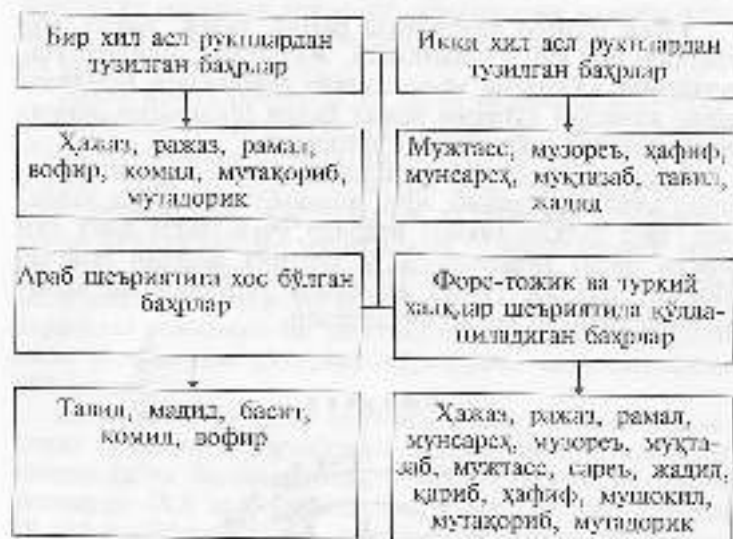 Бир хил асл рукнлардан
тузилган баҳрлар
Икки хил асл рукнлардан
тузилган баҳрлар
Ҳажаз, ражаз, рамал,
вофир, комил, мутақориб,
мутадорик
Мужтасс, музореъ, ҳафиф,
мунсареҳ, муқтазаб, тавил,
жадид
Араб шеъриятига хос бўлган
баҳрлар
Форс-тожик ва туркий
халқлар шеъриятида қўлла-
ниладиган баҳрлар
Тавил, мадид, басит,
комил, вофир
Ҳажаз, ражаз, рамал,
мунсареҳ, музореъ, муқта-
заб, мужтасс, сареъ, жадид,
қариб, ҳафиф, мушокил,
мутақориб, мутадорик